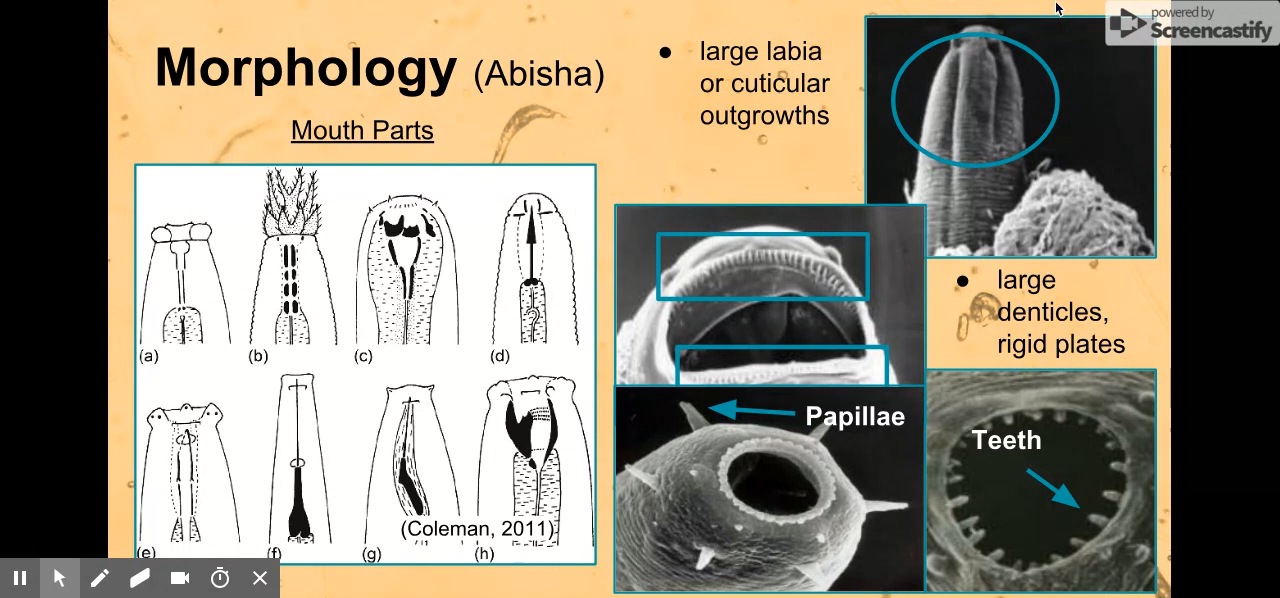 powered by
Screencastify
Morphology (Abisha)
Mouth Parts
large labia
or cuticular
outgrowths
large
denticles,
rigid plates
(a)
(b)
(c)
(d)
(e)
(f)
(g)
(h)
(Coleman, 2011)
Papillae
Teeth